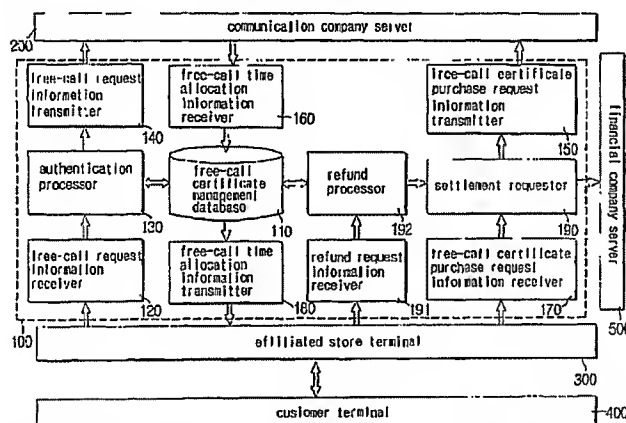 communication company server
200
free-call request
information
transmitter
140
free-call time
allocation
information
receiver
160
free-call certificate
purchase request
information
transmitter
150
authentication
processor
130
free-call
certificate
management
database
110
refund
processor
192
settlement requestor
190
free-call request
information
receiver
120
free-call time
allocation
information
transmitter
180
refund request
information
receiver
191
free-call certificate
purchase request
information receiver
170
financial company server
500
100
affiliated store terminal
300
customer terminal
400